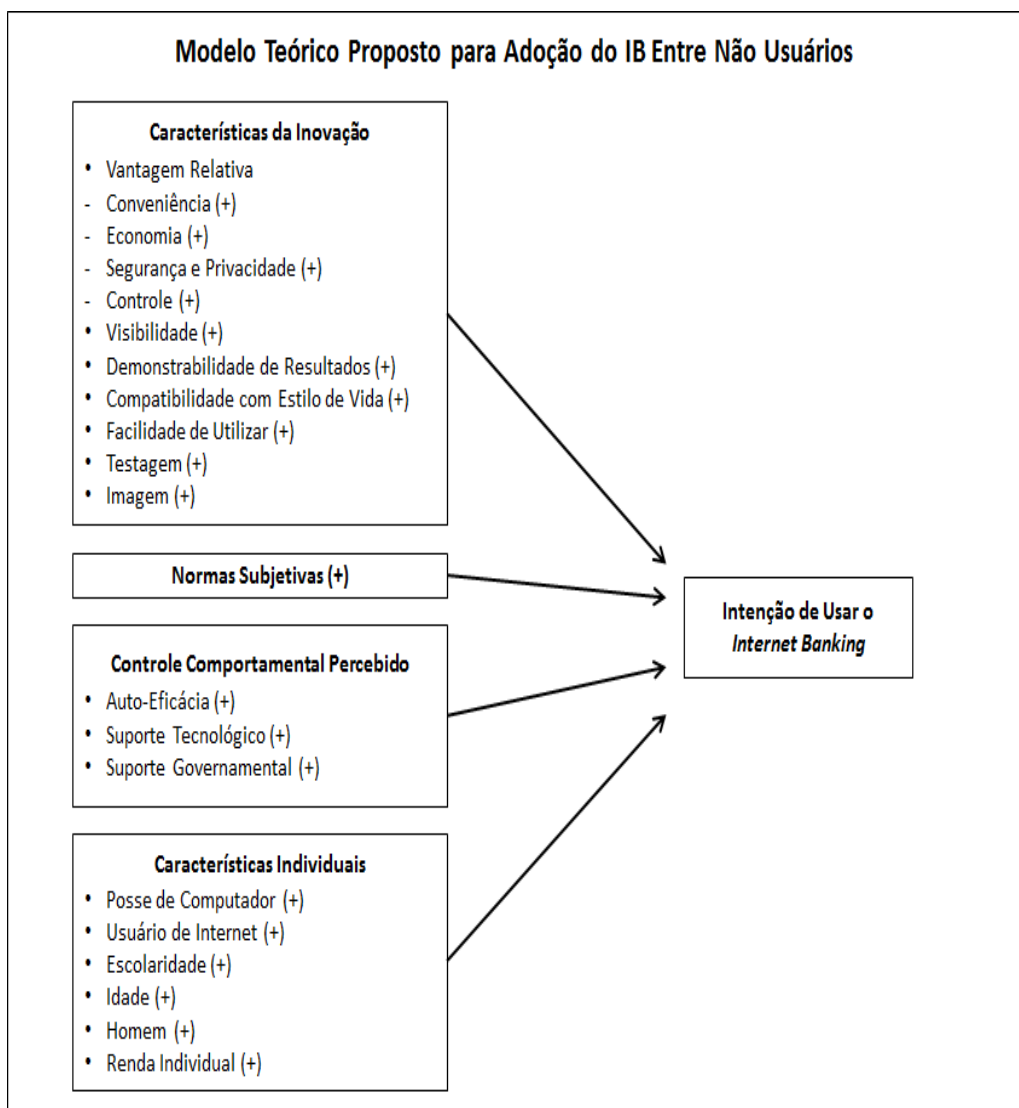 Modelo Teórico Proposto para Adoção do IB Entre Não Usuários
Características da Inovação
• Vantagem Relativa
- Conveniência (+)
- Economia (+)
- Segurança e Privacidade (+)
- Controle (+)
• Visibilidade (+)
• Demonstrabilidade de Resultados (+)
• Compatibilidade com Estilo de Vida (+)
• Facilidade de Utilizar (+)
• Testagem (+)
• Imagem (+)
Normas Subjetivas (+)
Controle Comportamental Percebido
• Auto-Eficácia (+)
• Suporte Tecnológico (+)
• Suporte Governamental (+)
Características Individuais
• Posse de Computador (+)
• Usuário de Internet (+)
• Escolaridade (+)
• Idade (+)
• Homem (+)
• Renda Individual (+)
Intenção de Usar o
Internet Banking